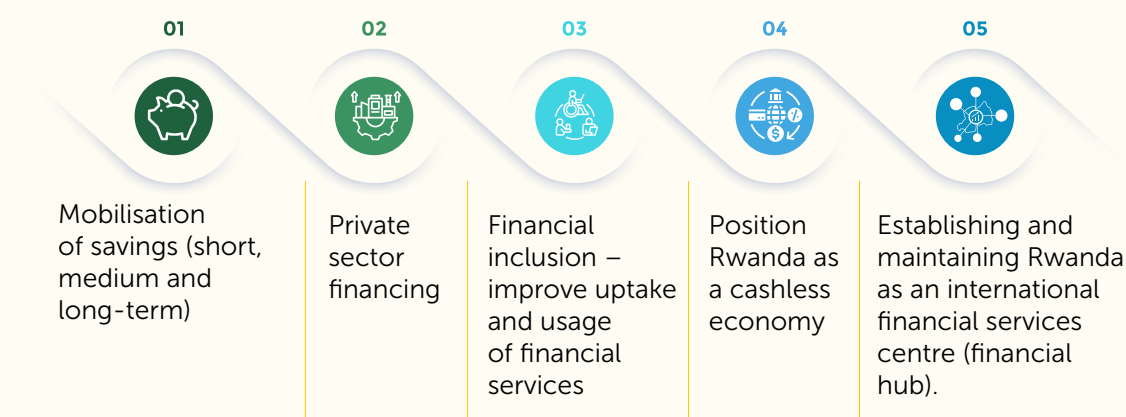 01
Mobilisation
of savings (short,
medium and
long-term)
02
Private
sector
financing
03
Financial
inclusion –
improve uptake
and usage
of financial
services
04
Position
Rwanda as
a cashless
economy
05
Establishing and
maintaining Rwanda
as an international
financial services
centre (financial
hub).